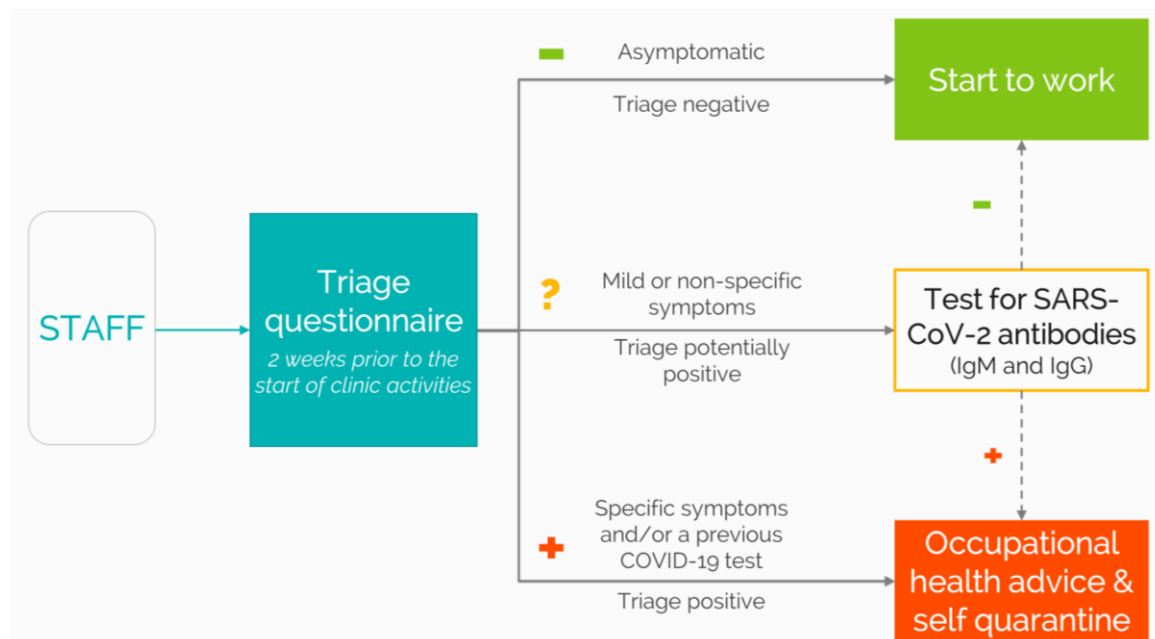 STAFF
Triage
questionnaire
2 weeks prior to the
start of clinic activities
-
Asymptomatic
Triage negative
Start to work
-
?
Mild or non-specific
symptoms
Triage potentially
positive
Test for SARS-
CoV-2 antibodies
(IgM and IgG)
+
+
Specific symptoms
and/or a previous
COVID-19 test
Triage positive
Occupational
health advice &
self quarantine